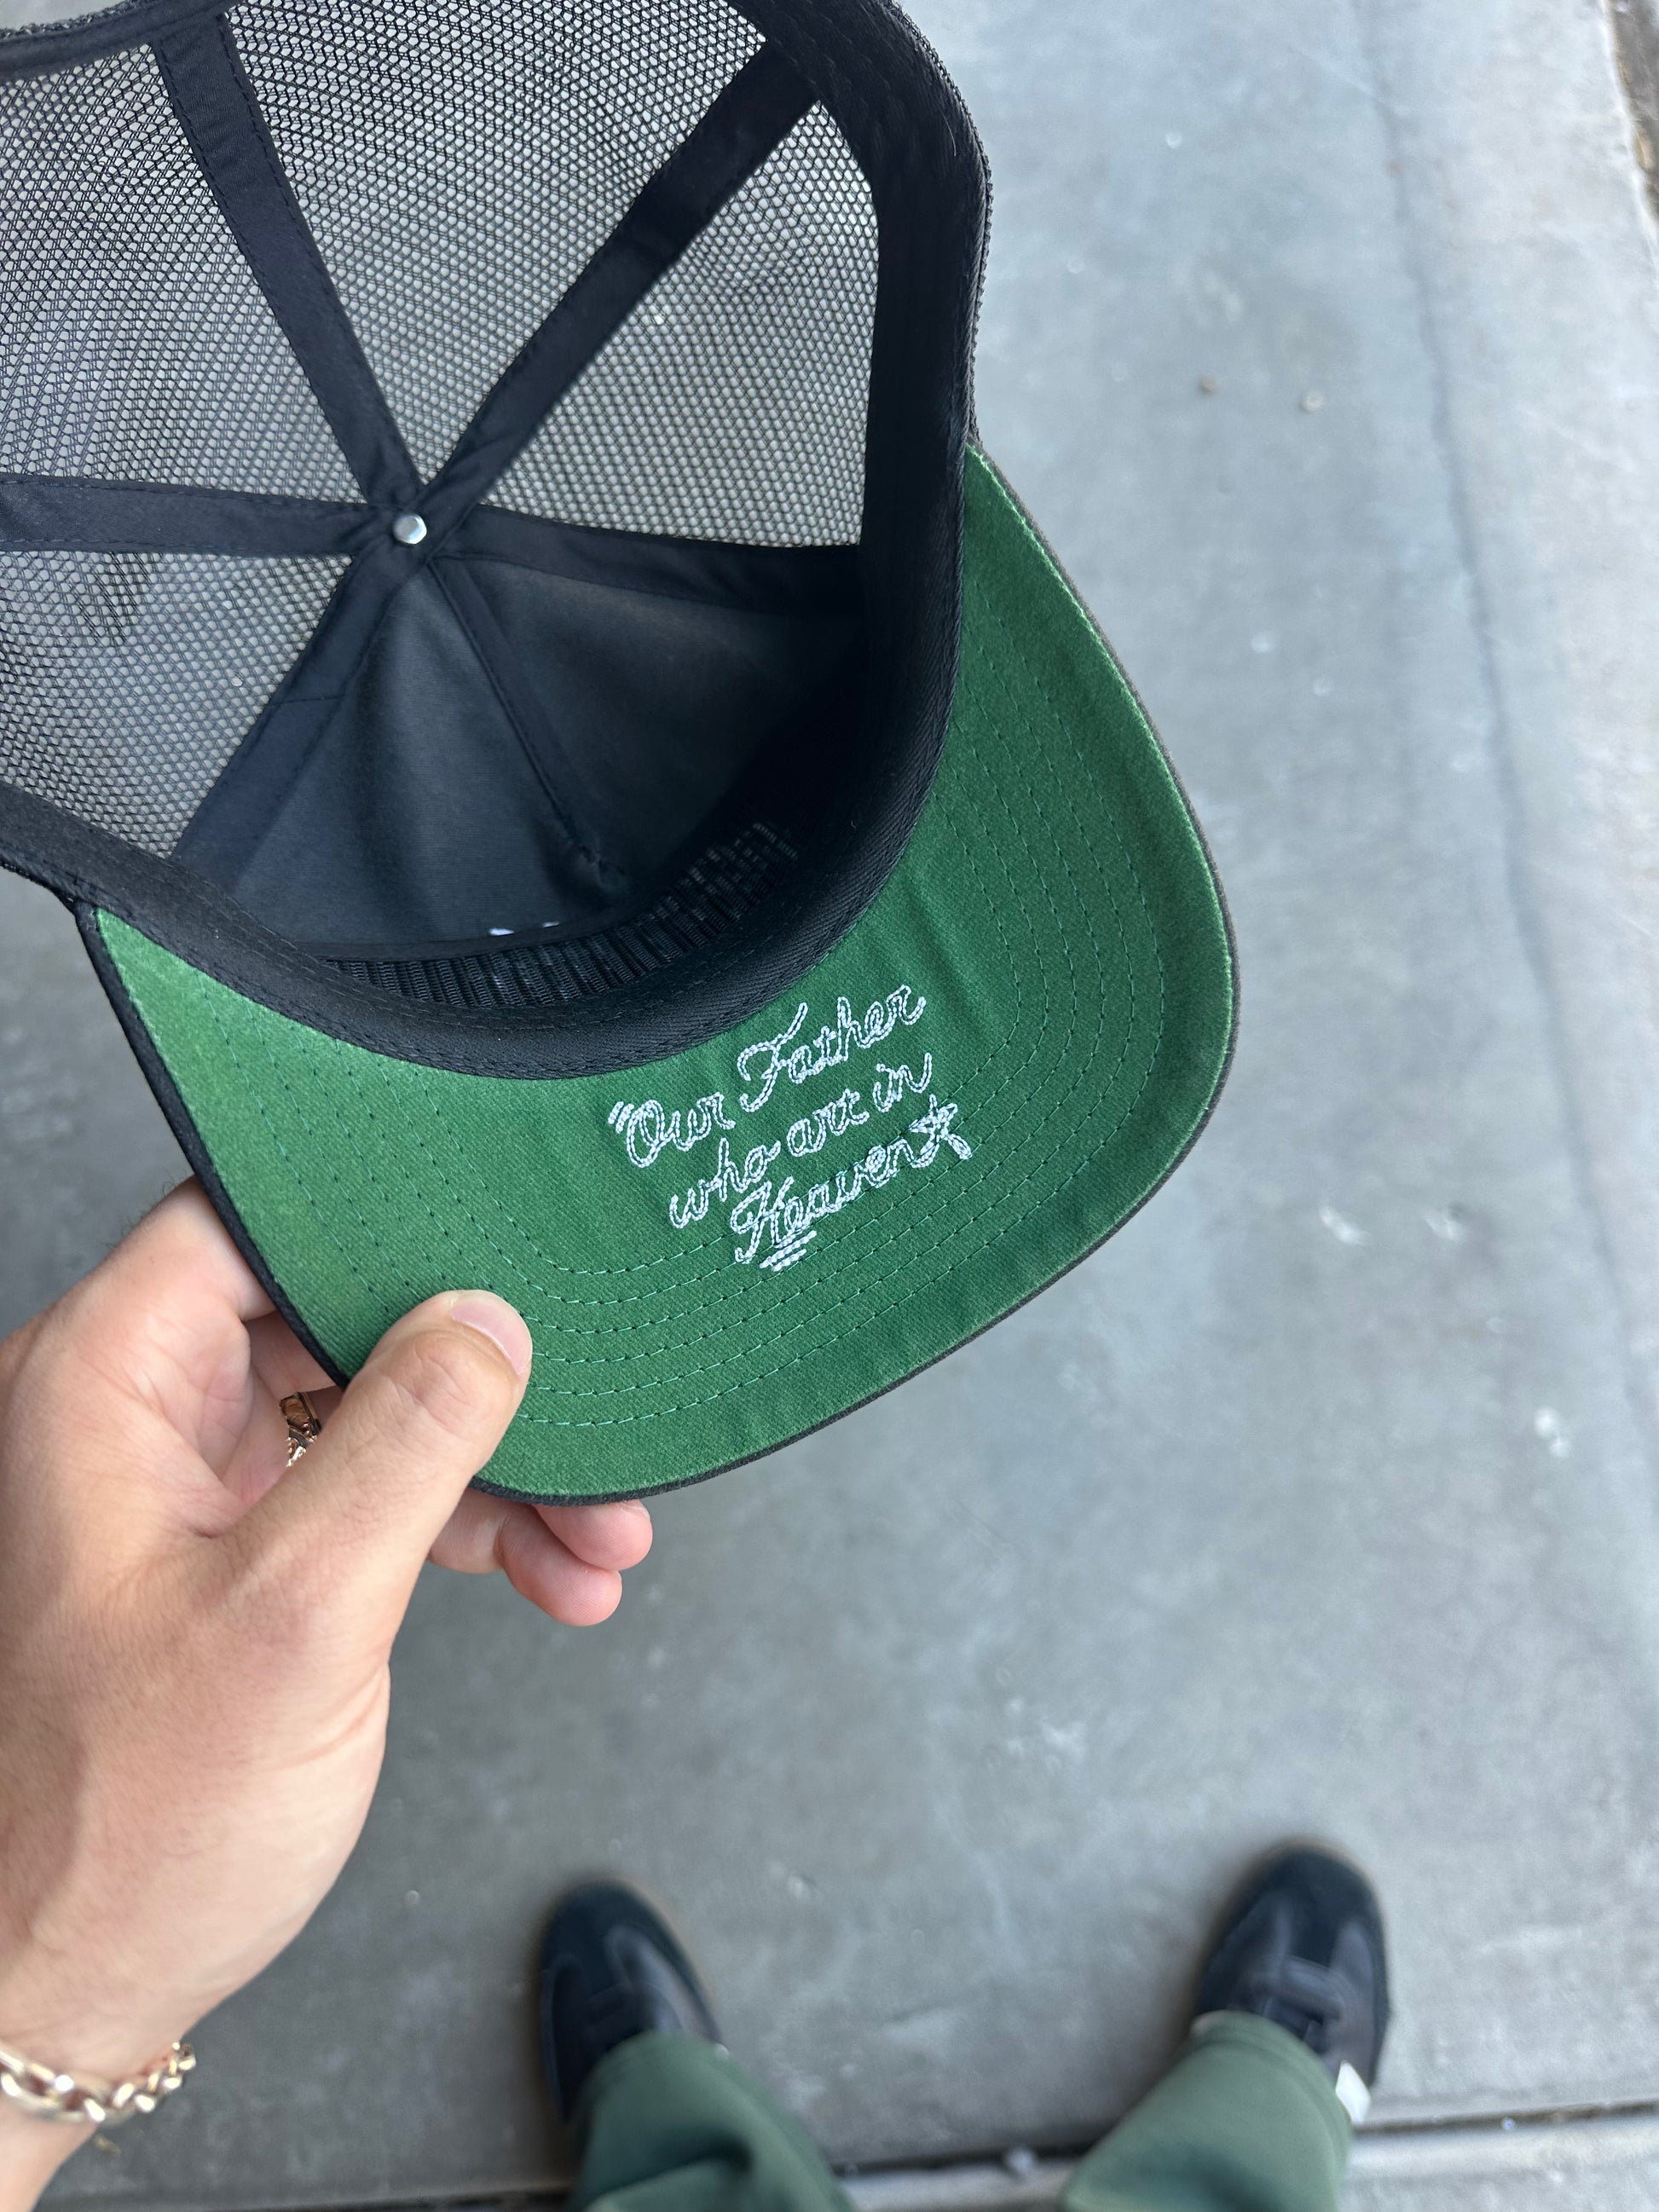 "Our Father
who art in
Heaven"